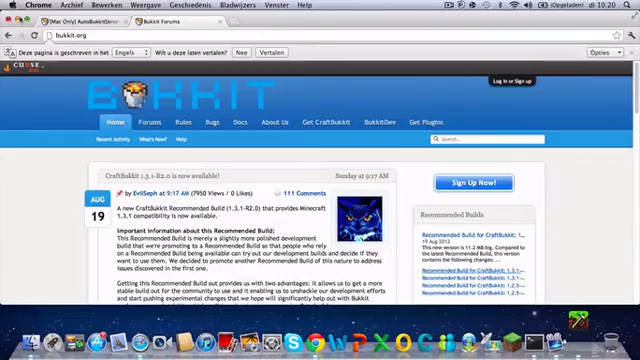 Chrome Archief Bewerken Weergave Geschiedenis Bladwijzers Venster Help (Opgeladen) di 10:20
[Mac Only] AutoBukkitServe Bukkit Forums
bukkit.org
Deze pagina is geschreven in het Engels Wilt u deze laten vertalen? Nee Vertalen Opties
CURSE
Log in or Sign up
BUKKIT
Home Forums Rules Bugs Docs About Us Get CraftBukkit BukkitDev Get Plugins
Recent Activity What's New? Help Search...
CraftBukkit 1.3.1-R2.0 is now available! Sunday at 9:17 AM
Sign Up Now!
AUG
19
by EvilSeph at 9:17 AM (7950 Views / 0 Likes) 111 Comments
A new CraftBukkit Recommended Build (1.3.1-R2.0) that provides Minecraft
1.3.1 compatibility is now available.
Important information about this Recommended Build:
This Recommended Build is merely a slightly more polished development
build that we're promoting to a Recommended Build so that people who rely
on a Recommended Build being available can try out our development builds and decide if they
want to use them. We decided to promote another Recommended Build of this nature to address
issues discovered in the first one.
Getting this Recommended Build out provides us with two advantages: it allows us to get a more
stable build out for the community to use and it enables us to unshackle our development efforts
and start pushing experimental changes that we hope will significantly help out with Bukkit
Recommended Builds
Recommended Build for CraftBukkit: 1...
19 Aug 2012
This new version is 11.2 MB big. Compared to the
latest Recommended Build, this version contains
the following changes: ...
Recommended Build for CraftBukkit: 1.3.1-
Recommended Build for CraftBukkit: 1.3.1-
Recommended Build for CraftBukkit: 1.2.5-
Recommended Build for CraftBukkit: 1.2.5-